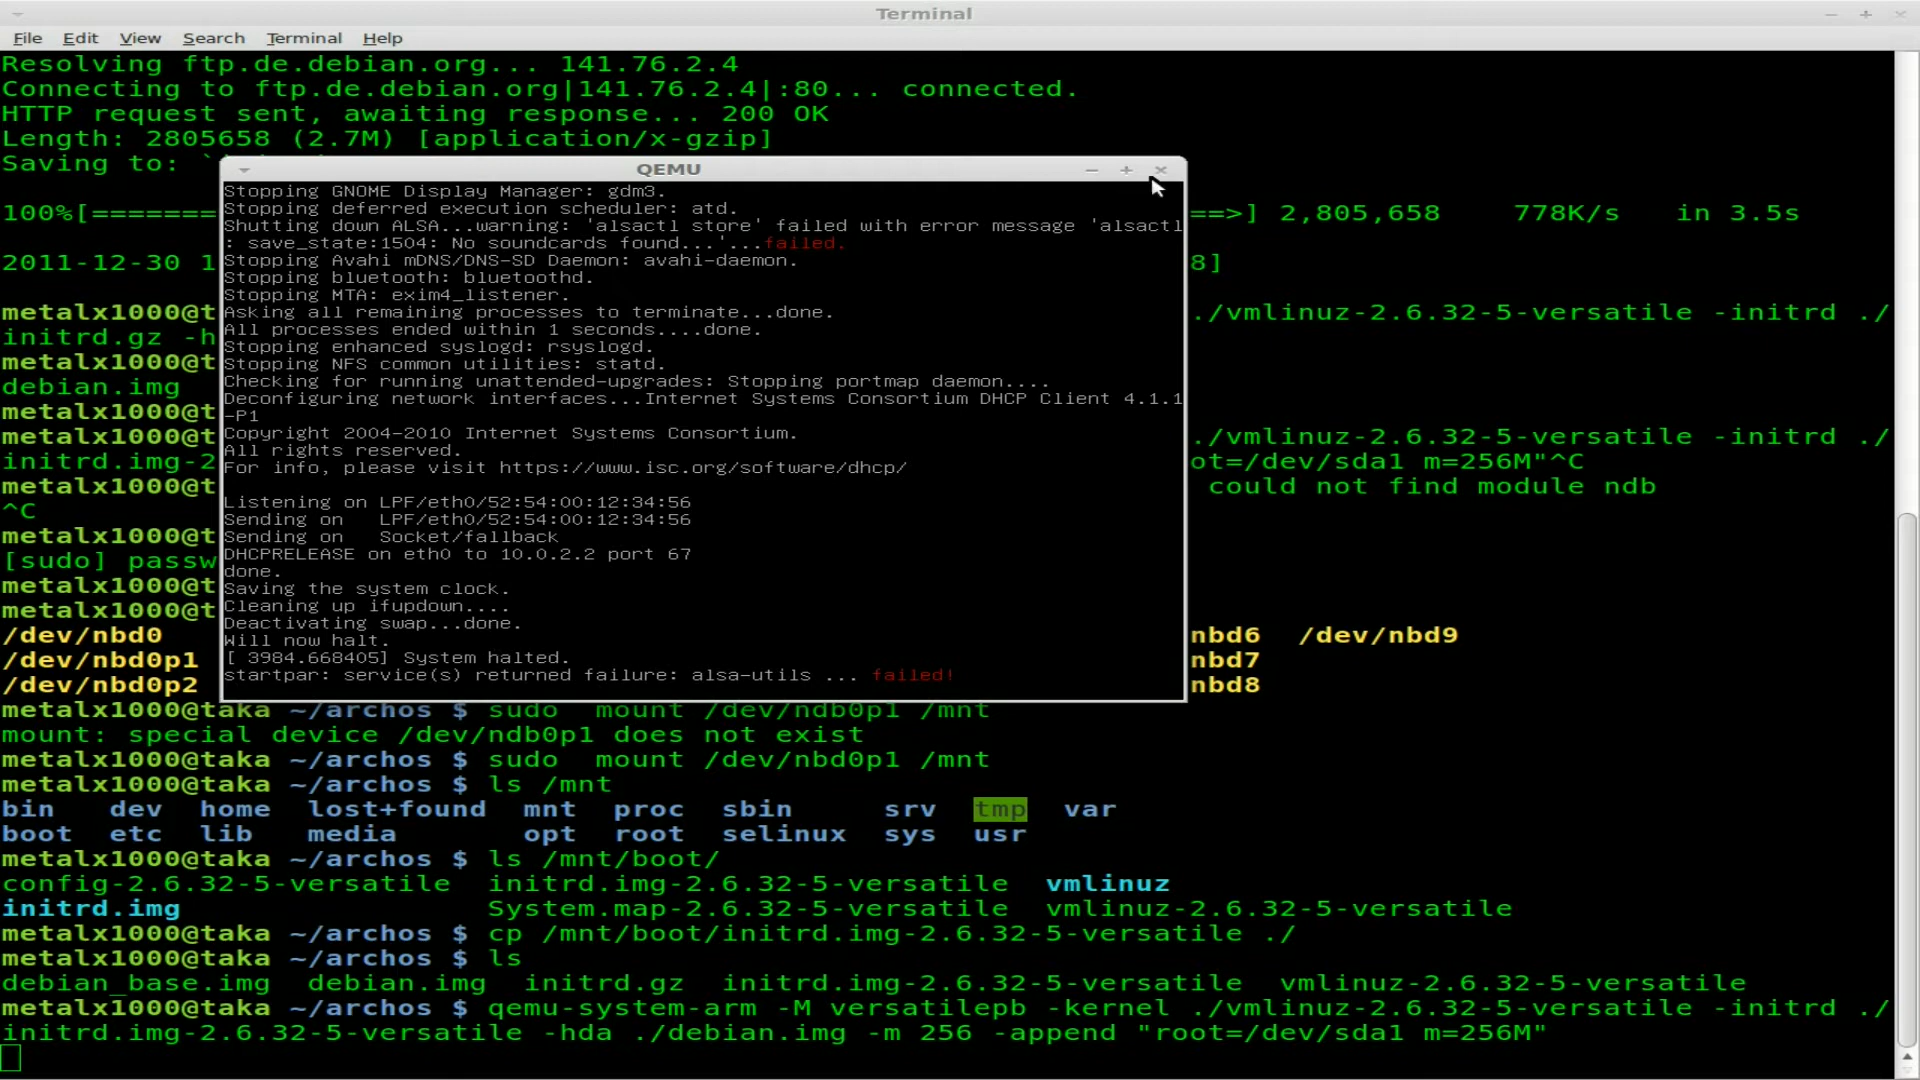 Terminal
File Edit View Search Terminal Help
Resolving ftp.de.debian.org... 141.76.2.4
Connecting to ftp.de.debian.org|141.76.2.4|:80... connected.
HTTP request sent, awaiting response... 200 OK
Length: 2805658 (2.7M) [application/x-gzip]
Saving to: `
100%[======= ==>] 2,805,658 778K/s in 3.5s
2011-12-30 1 8]
metalx1000@t ./vmlinuz-2.6.32-5-versatile -initrd ./
initrd.gz -h
metalx1000@t
debian.img
metalx1000@t
metalx1000@t ./vmlinuz-2.6.32-5-versatile -initrd ./
initrd.img-2 ot=/dev/sda1 m=256M"^C
metalx1000@t could not find module ndb
^C
metalx1000@t
[sudo] passw
metalx1000@t
metalx1000@t
/dev/nbd0 nbd6 /dev/nbd9
/dev/nbd0p1 nbd7
/dev/nbd0p2 nbd8
QEMU
Stopping GNOME Display Manager: gdm3.
Stopping deferred execution scheduler: atd.
Shutting down ALSA...warning: 'alsactl store' failed with error message 'alsactl
: save_state:1504: No soundcards found...'...failed.
Stopping Avahi mDNS/DNS-SD Daemon: avahi-daemon.
Stopping bluetooth: bluetoothd.
Stopping MTA: exim4_listener.
Asking all remaining processes to terminate...done.
All processes ended within 1 seconds....done.
Stopping enhanced syslogd: rsyslogd.
Stopping NFS common utilities: statd.
Checking for running unattended-upgrades: Stopping portmap daemon....
Deconfiguring network interfaces...Internet Systems Consortium DHCP Client 4.1.1
-P1
Copyright 2004-2010 Internet Systems Consortium.
All rights reserved.
For info, please visit https://www.isc.org/software/dhcp/
Listening on LPF/eth0/52:54:00:12:34:56
Sending on LPF/eth0/52:54:00:12:34:56
Sending on Socket/fallback
DHCPRELEASE on eth0 to 10.0.2.2 port 67
done.
Saving the system clock.
Cleaning up ifupdown....
Deactivating swap...done.
Will now halt.
[ 3984.668405] System halted.
startpar: service(s) returned failure: alsa-utils ... failed!
metalx1000@taka ~/archos $ sudo mount /dev/ndb0p1 /mnt
mount: special device /dev/ndb0p1 does not exist
metalx1000@taka ~/archos $ sudo mount /dev/nbd0p1 /mnt
metalx1000@taka ~/archos $ ls /mnt
bin dev home lost+found mnt proc sbin srv tmp var
boot etc lib media opt root selinux sys usr
metalx1000@taka ~/archos $ ls /mnt/boot/
config-2.6.32-5-versatile initrd.img-2.6.32-5-versatile vmlinuz
initrd.img System.map-2.6.32-5-versatile vmlinuz-2.6.32-5-versatile
metalx1000@taka ~/archos $ cp /mnt/boot/initrd.img-2.6.32-5-versatile ./
metalx1000@taka ~/archos $ ls
debian_base.img debian.img initrd.gz initrd.img-2.6.32-5-versatile vmlinuz-2.6.32-5-versatile
metalx1000@taka ~/archos $ qemu-system-arm -M versatilepb -kernel ./vmlinuz-2.6.32-5-versatile -initrd ./
initrd.img-2.6.32-5-versatile -hda ./debian.img -m 256 -append "root=/dev/sda1 m=256M"